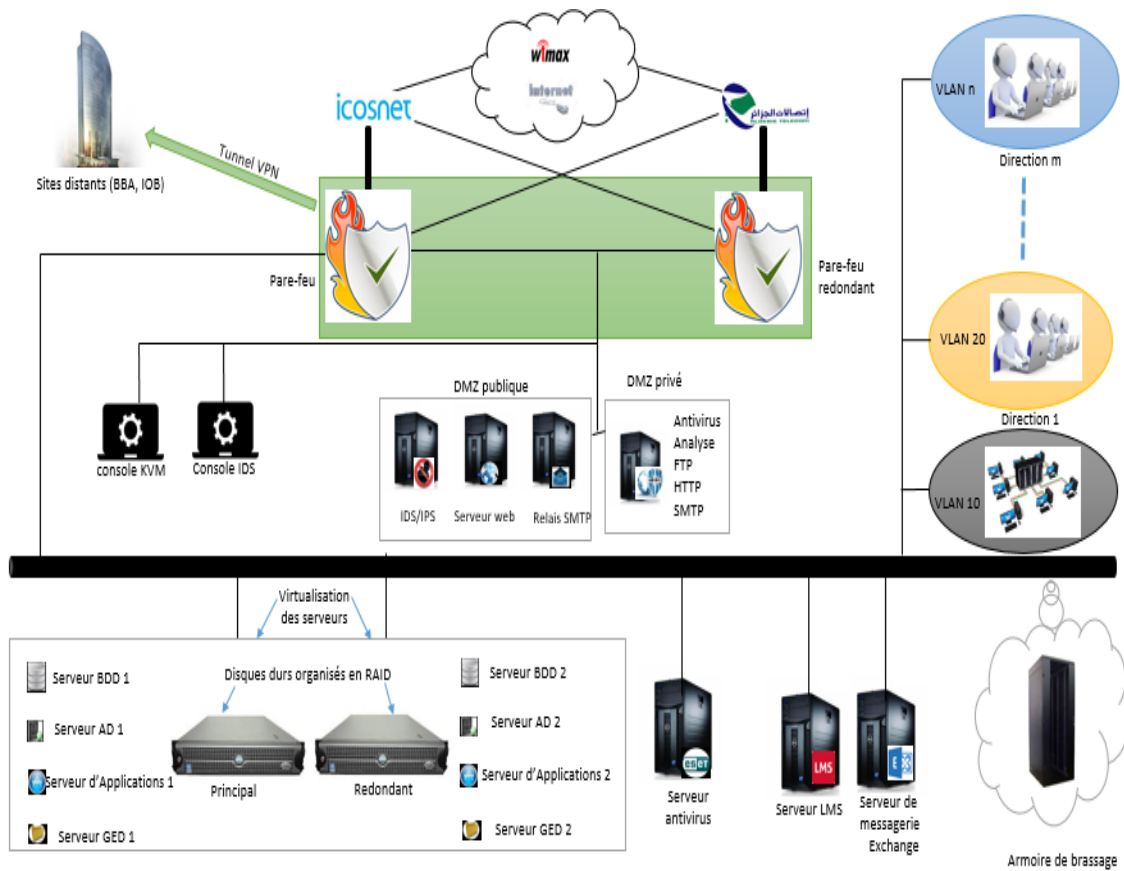 wimax
internet
icosnet
اتصالات الجزائر
ALGERIE TELECOM
Tunnel VPN
Sites distants (BBA, IOB)
Pare-feu
Pare-feu
redondant
VLAN n
Direction m
VLAN 20
Direction 1
VLAN 10
console KVM
Console IDS
DMZ publique
IDS/IPS
Serveur web
Relais SMTP
DMZ privé
Antivirus
Analyse
FTP
HTTP
SMTP
Virtualisation
des serveurs
Disques durs organisés en RAID
Serveur BDD 1
Serveur AD 1
Serveur d’Applications 1
Serveur GED 1
Principal
Redondant
Serveur BDD 2
Serveur AD 2
Serveur d’Applications 2
Serveur GED 2
eset
Serveur
antivirus
LMS
Serveur LMS
E
Serveur de
messagerie
Exchange
Armoire de brassage